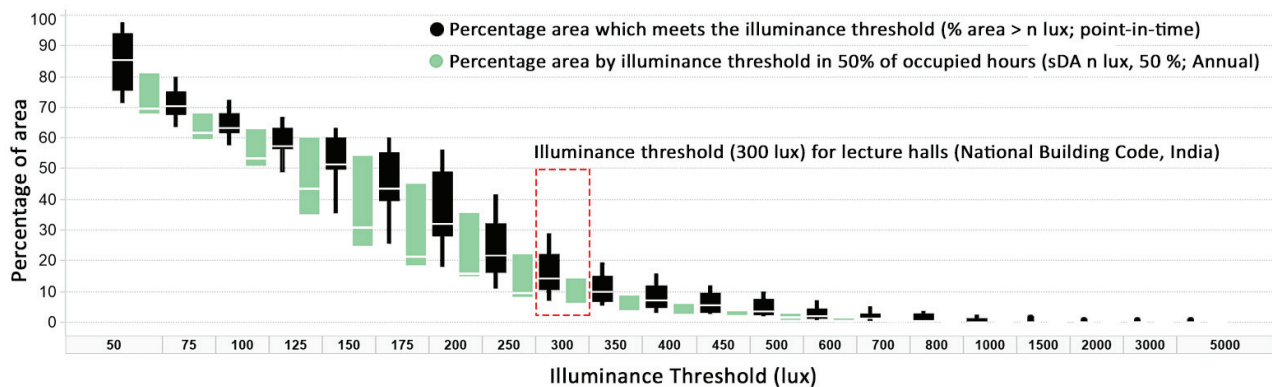 100
90
80
70
60
50
40
30
20
10
0
Percentage of area
Percentage area which meets the illuminance threshold (% area > n lux; point-in-time)
Percentage area by illuminance threshold in 50% of occupied hours (sDA n lux, 50 %; Annual)
Illuminance threshold (300 lux) for lecture halls (National Building Code, India)
50 75 100 125 150 175 200 250 300 350 400 450 500 600 700 800 1000 1500 2000 3000 5000
Illuminance Threshold (lux)